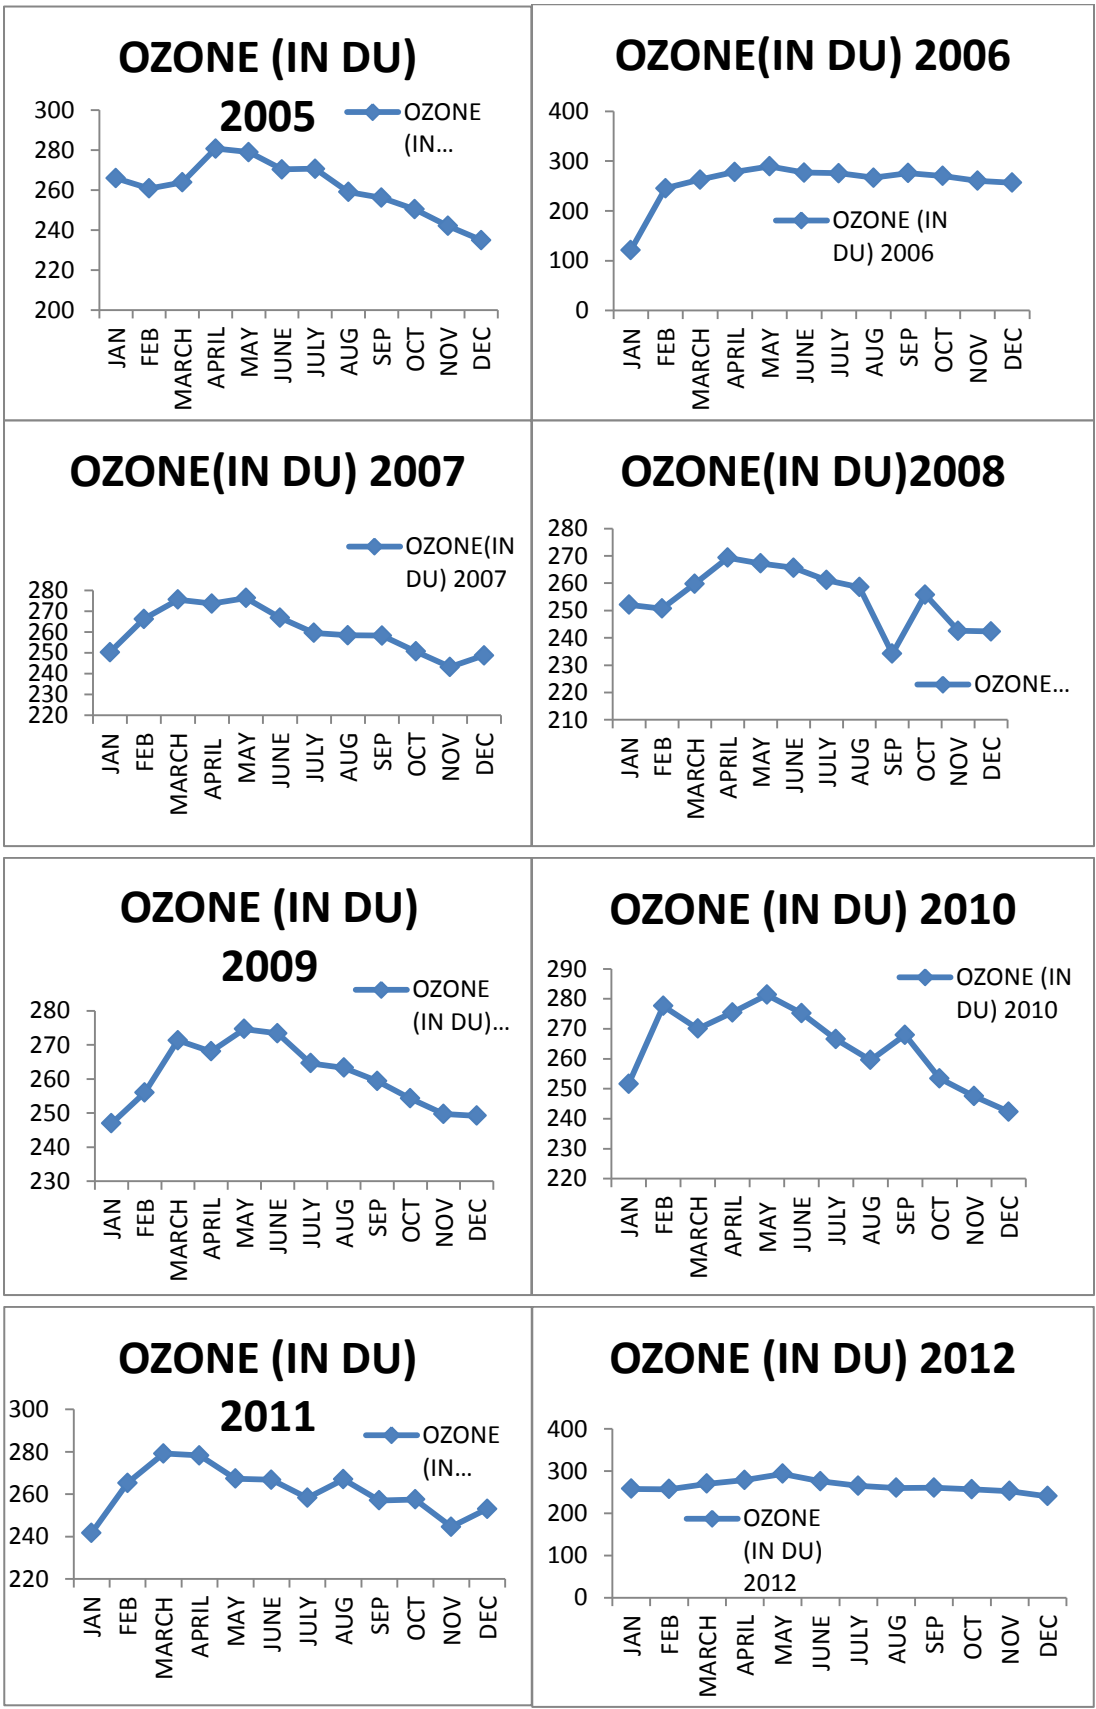 OZONE (IN DU)
2005
OZONE
(IN...
300
280
260
240
220
200
JAN
FEB
MARCH
APRIL
MAY
JUNE
JULY
AUG
SEP
OCT
NOV
DEC
OZONE(IN DU) 2006
400
300
200
100
0
OZONE (IN
DU) 2006
JAN
FEB
MARCH
APRIL
MAY
JUNE
JULY
AUG
SEP
OCT
NOV
DEC
OZONE(IN DU) 2007
OZONE(IN
DU) 2007
280
270
260
250
240
230
220
JAN
FEB
MARCH
APRIL
MAY
JUNE
JULY
AUG
SEP
OCT
NOV
DEC
OZONE(IN DU)2008
280
270
260
250
240
230
220
210
OZONE...
JAN
FEB
MARCH
APRIL
MAY
JUNE
JULY
AUG
SEP
OCT
NOV
DEC
OZONE (IN DU)
2009
OZONE
(IN DU)...
280
270
260
250
240
230
JAN
FEB
MARCH
APRIL
MAY
JUNE
JULY
AUG
SEP
OCT
NOV
DEC
OZONE (IN DU) 2010
OZONE (IN
DU) 2010
290
280
270
260
250
240
230
220
JAN
FEB
MARCH
APRIL
MAY
JUNE
JULY
AUG
SEP
OCT
NOV
DEC
OZONE (IN DU)
2011
OZONE
(IN...
300
280
260
240
220
JAN
FEB
MARCH
APRIL
MAY
JUNE
JULY
AUG
SEP
OCT
NOV
DEC
OZONE (IN DU) 2012
400
300
200
100
0
OZONE
(IN DU)
2012
JAN
FEB
MARCH
APRIL
MAY
JUNE
JULY
AUG
SEP
OCT
NOV
DEC